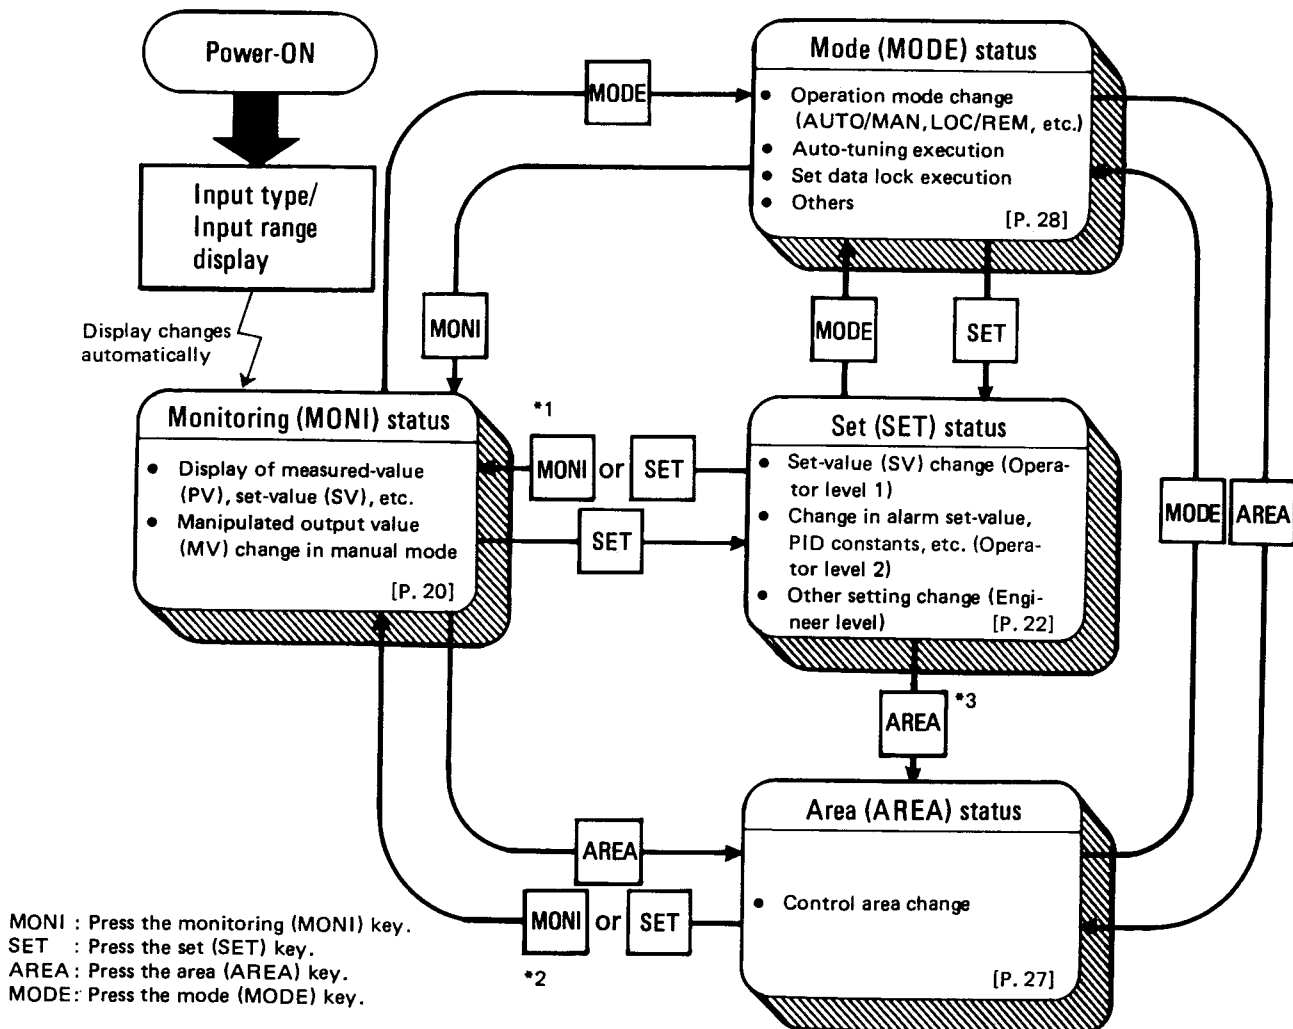 Power-ON
Input type/
Input range
display
Display changes
automatically
Mode (MODE) status
• Operation mode change
(AUTO/MAN, LOC/REM, etc.)
• Auto-tuning execution
• Set data lock execution
• Others
[P. 28]
MODE
MONI
MODE
SET
Monitoring (MONI) status
• Display of measured-value
(PV), set-value (SV), etc.
• Manipulated output value
(MV) change in manual mode
[P. 20]
*1
MONI or SET
SET
Set (SET) status
• Set-value (SV) change (Opera-
tor level 1)
• Change in alarm set-value,
PID constants, etc. (Opera-
tor level 2)
• Other setting change (Engi-
neer level)
[P. 22]
MODE
AREA
AREA
*3
Area (AREA) status
• Control area change
[P. 27]
AREA
MONI or SET
*2
MONI : Press the monitoring (MONI) key.
SET : Press the set (SET) key.
AREA : Press the area (AREA) key.
MODE : Press the mode (MODE) key.